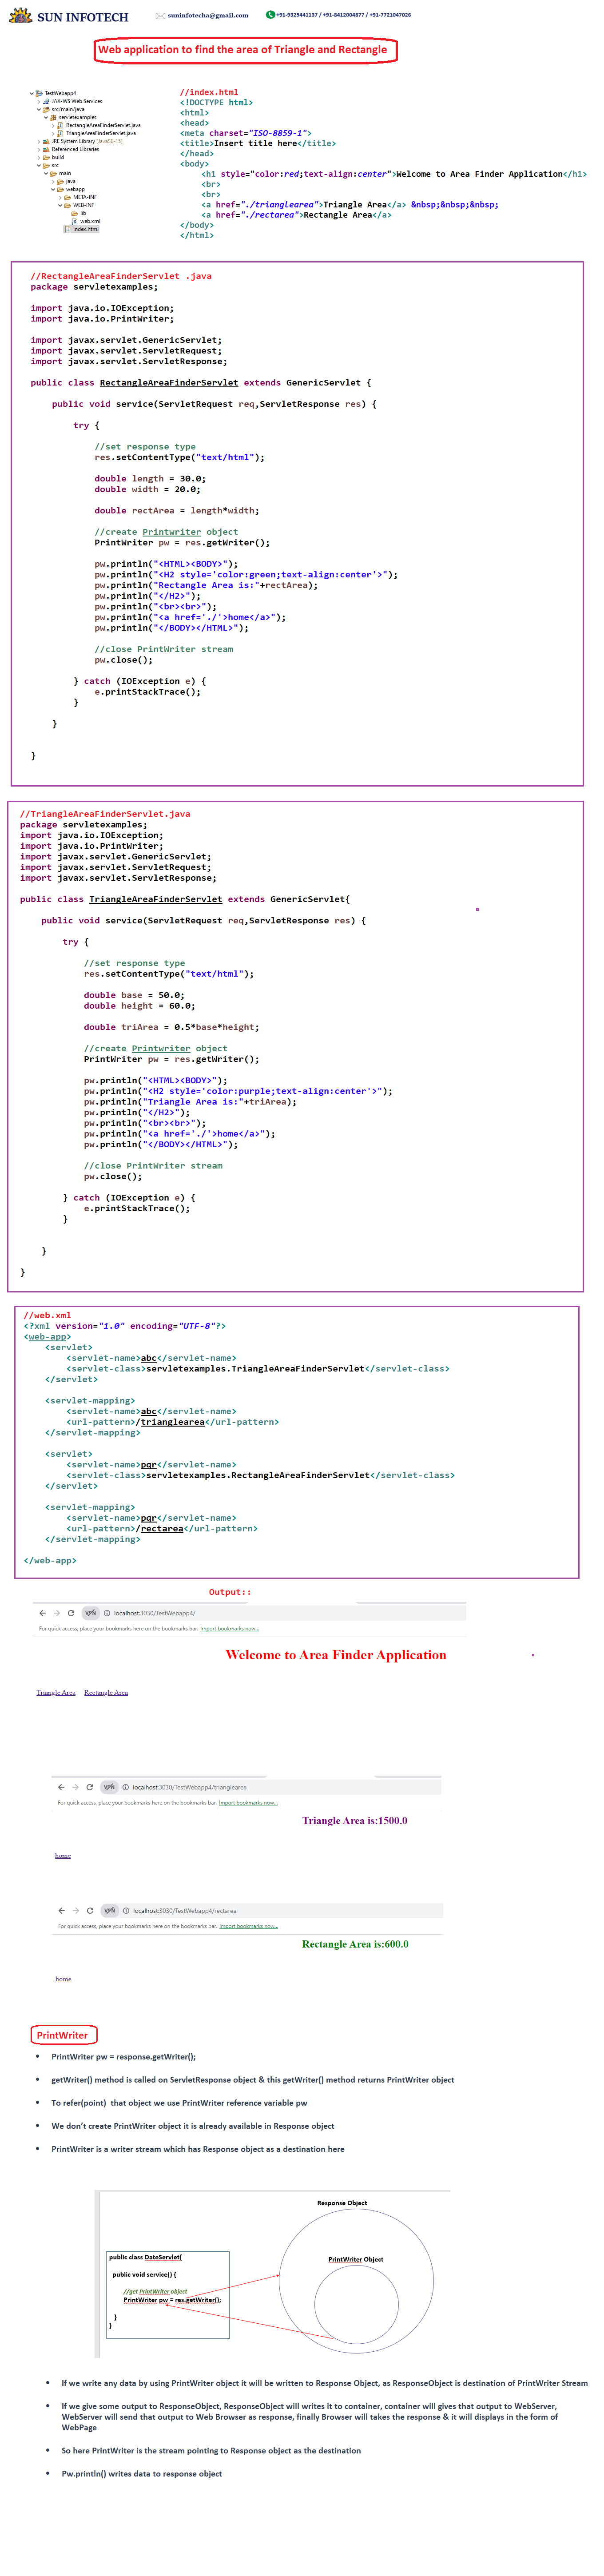 SUN INFOTECH
suninfotecha@gmail.com
+91-9325441137 / +91-8412004877 / +91-7721047026
Web application to find the area of Triangle and Rectangle
TestWebapp4
JAX-WS Web Services
src/main/java
servletexamples
RectangleAreaFinderServlet.java
TriangleAreaFinderServlet.java
JRE System Library [JavaSE-15]
Referenced Libraries
build
src
main
java
webapp
META-INF
WEB-INF
lib
web.xml
index.html
//index.html
<!DOCTYPE html>
<html>
<head>
<meta charset="ISO-8859-1">
<title>Insert title here</title>
</head>
<body>
<h1 style="color:red;text-align:center">Welcome to Area Finder Application</h1>
<br>
<br>
<a href="./trianglearea">Triangle Area</a> &nbsp;&nbsp;&nbsp;
<a href="./rectarea">Rectangle Area</a>
</body>
</html>
//RectangleAreaFinderServlet .java
package servletexamples;
import java.io.IOException;
import java.io.PrintWriter;
import javax.servlet.GenericServlet;
import javax.servlet.ServletRequest;
import javax.servlet.ServletResponse;
public class RectangleAreaFinderServlet extends GenericServlet {
public void service(ServletRequest req,ServletResponse res) {
try {
//set response type
res.setContentType("text/html");
double length = 30.0;
double width = 20.0;
double rectArea = length*width;
//create Printwriter object
PrintWriter pw = res.getWriter();
pw.println("<HTML><BODY>");
pw.println("<H2 style='color:green;text-align:center'>");
pw.println("Rectangle Area is:"+rectArea);
pw.println("</H2>");
pw.println("<br><br>");
pw.println("<a href='./'>home</a>");
pw.println("</BODY></HTML>");
//close PrintWriter stream
pw.close();
} catch (IOException e) {
e.printStackTrace();
}
}
}
//TriangleAreaFinderServlet.java
package servletexamples;
import java.io.IOException;
import java.io.PrintWriter;
import javax.servlet.GenericServlet;
import javax.servlet.ServletRequest;
import javax.servlet.ServletResponse;
public class TriangleAreaFinderServlet extends GenericServlet{
public void service(ServletRequest req,ServletResponse res) {
try {
//set response type
res.setContentType("text/html");
double base = 50.0;
double height = 60.0;
double triArea = 0.5*base*height;
//create Printwriter object
PrintWriter pw = res.getWriter();
pw.println("<HTML><BODY>");
pw.println("<H2 style='color:purple;text-align:center'>");
pw.println("Triangle Area is:"+triArea);
pw.println("</H2>");
pw.println("<br><br>");
pw.println("<a href='./'>home</a>");
pw.println("</BODY></HTML>");
//close PrintWriter stream
pw.close();
} catch (IOException e) {
e.printStackTrace();
}
}
}
//web.xml
<?xml version="1.0" encoding="UTF-8"?>
<web-app>
<servlet>
<servlet-name>abc</servlet-name>
<servlet-class>servletexamples.TriangleAreaFinderServlet</servlet-class>
</servlet>
<servlet-mapping>
<servlet-name>abc</servlet-name>
<url-pattern>/trianglearea</url-pattern>
</servlet-mapping>
<servlet>
<servlet-name>pqr</servlet-name>
<servlet-class>servletexamples.RectangleAreaFinderServlet</servlet-class>
</servlet>
<servlet-mapping>
<servlet-name>pqr</servlet-name>
<url-pattern>/rectarea</url-pattern>
</servlet-mapping>
</web-app>
Output::
VPN localhost:3030/TestWebapp4/
For quick access, place your bookmarks here on the bookmarks bar. Import bookmarks now...
Welcome to Area Finder Application
Triangle Area Rectangle Area
VPN localhost:3030/TestWebapp4/trianglearea
For quick access, place your bookmarks here on the bookmarks bar. Import bookmarks now...
Triangle Area is:1500.0
home
VPN localhost:3030/TestWebapp4/rectarea
For quick access, place your bookmarks here on the bookmarks bar. Import bookmarks now...
Rectangle Area is:600.0
home
PrintWriter
• PrintWriter pw = response.getWriter();
• getWriter() method is called on ServletResponse object & this getWriter() method returns PrintWriter object
• To refer(point) that object we use PrintWriter reference variable pw
• We don't create PrintWriter object it is already available in Response object
• PrintWriter is a writer stream which has Response object as a destination here
Response Object
PrintWriter Object
public class DateServlet{
public void service() {
//get PrintWriter object
PrintWriter pw = res.getWriter();
}
}
• If we write any data by using PrintWriter object it will be written to Response Object, as ResponseObject is destination of PrintWriter Stream
• If we give some output to ResponseObject, ResponseObject will writes it to container, container will gives that output to WebServer,
WebServer will send that output to Web Browser as response, finally Browser will takes the response & it will displays in the form of
WebPage
• So here PrintWriter is the stream pointing to Response object as the destination
• Pw.println() writes data to response object